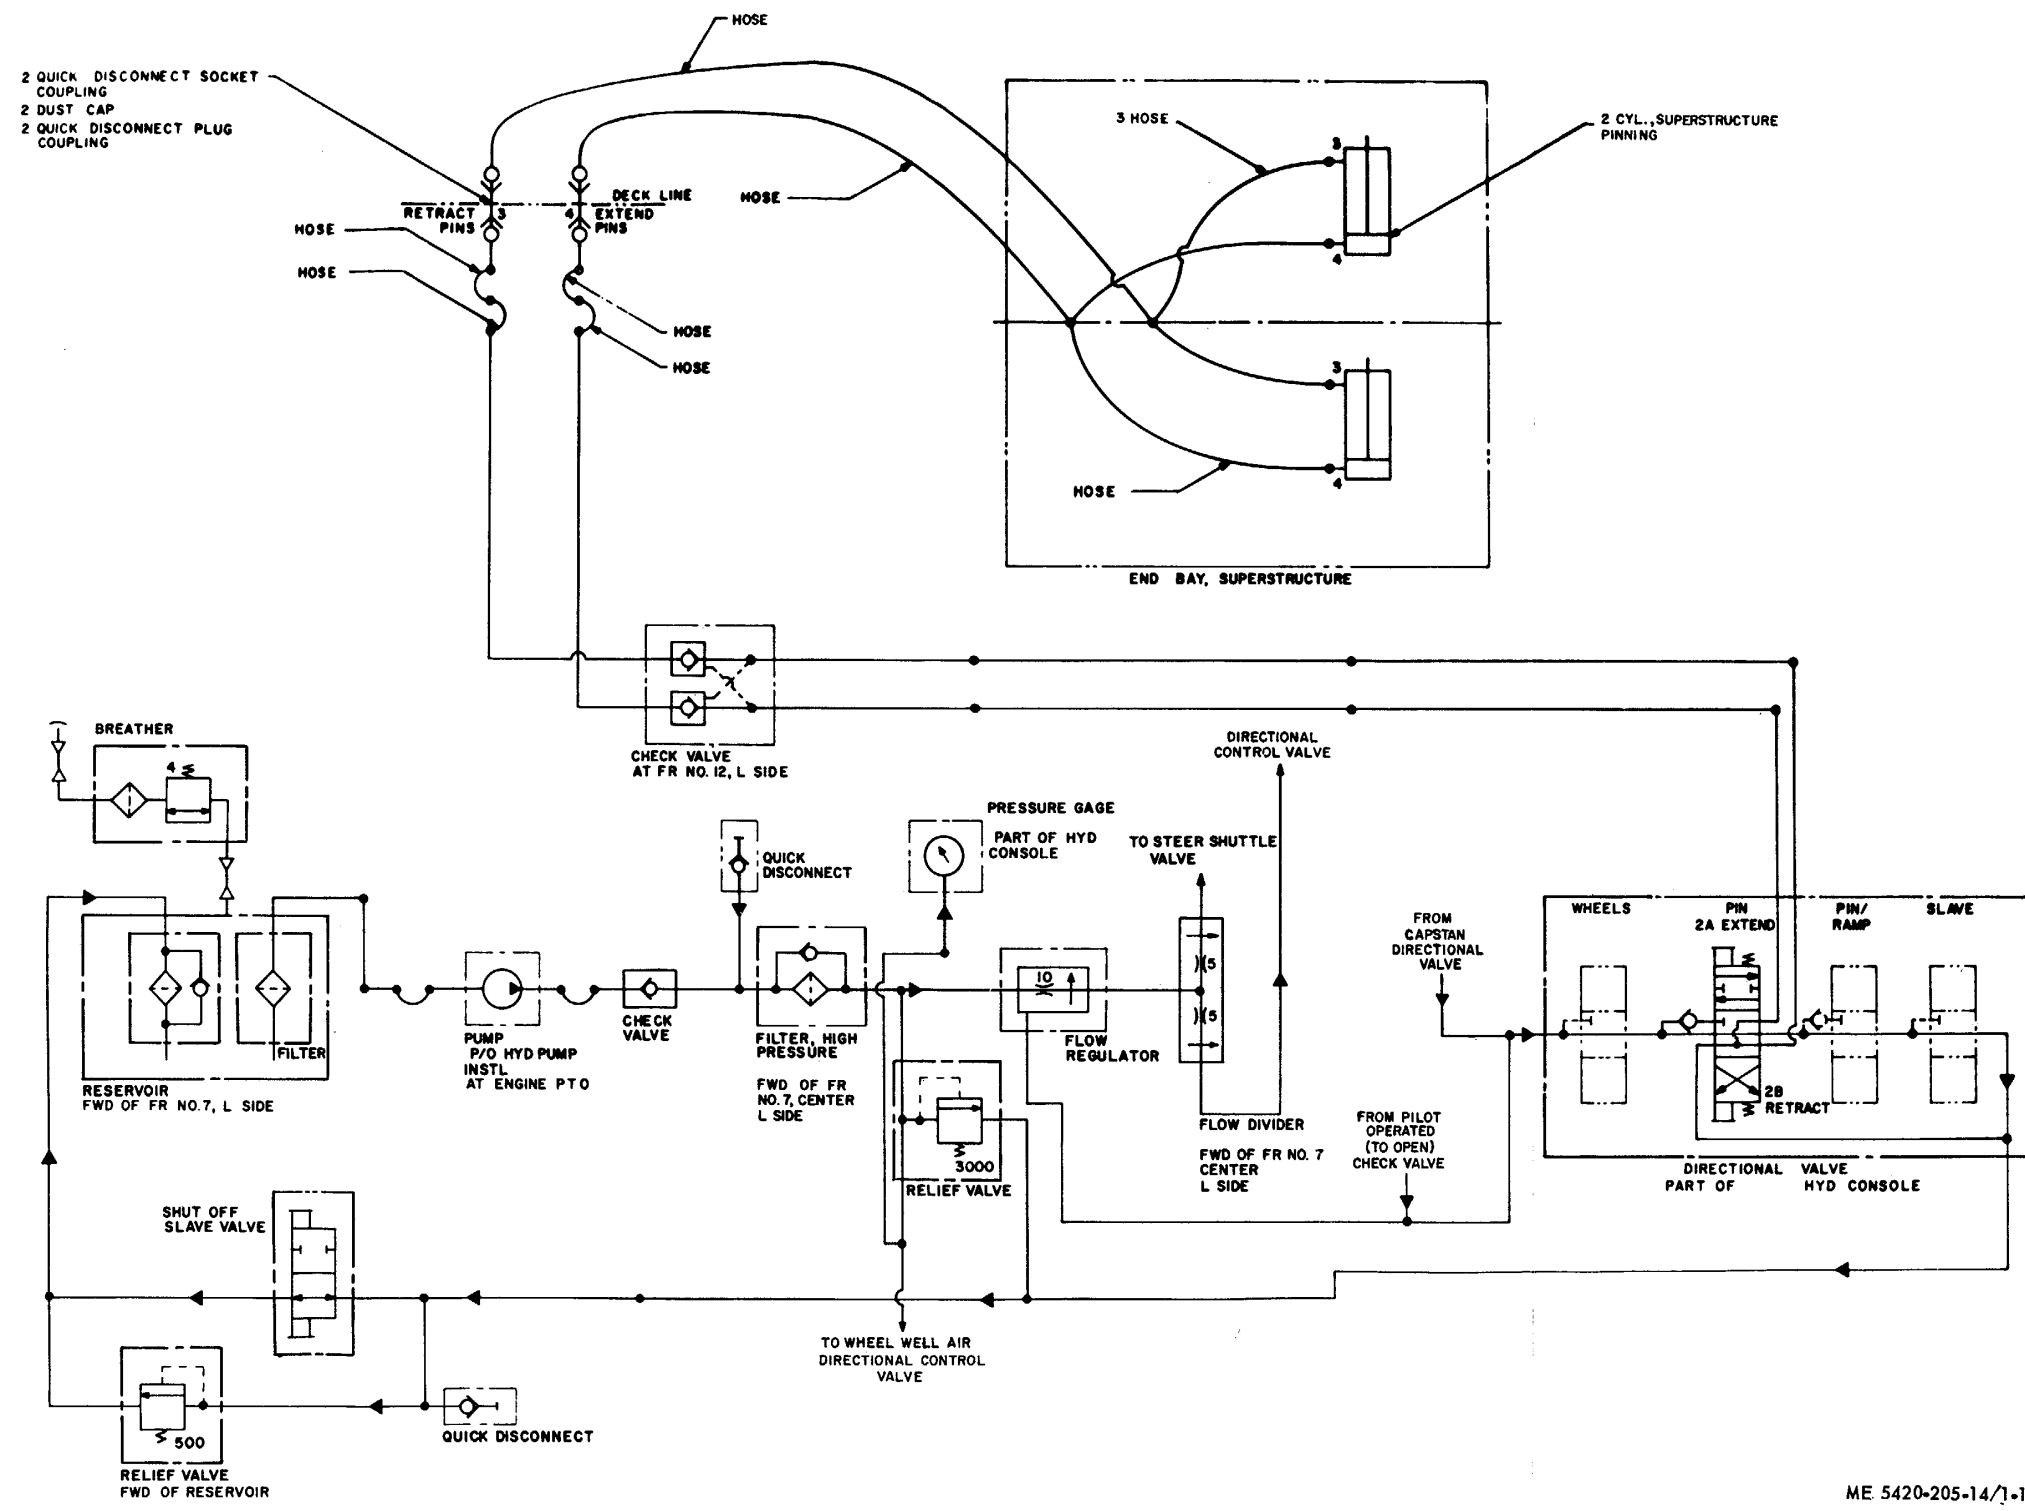 HOSE
2 QUICK DISCONNECT SOCKET
COUPLING
2 DUST CAP
2 QUICK DISCONNECT PLUG
COUPLING
3 HOSE
2 CYL., SUPERSTRUCTURE
PINNING
3
4
HOSE
DECK LINE
RETRACT
PINS
3
4
EXTEND
PINS
HOSE
HOSE
HOSE
HOSE
3
4
HOSE
END BAY, SUPERSTRUCTURE
CHECK VALVE
AT FR NO. 12, L SIDE
BREATHER
4
DIRECTIONAL
CONTROL VALVE
PRESSURE GAGE
PART OF HYD
CONSOLE
TO STEER SHUTTLE
VALVE
QUICK
DISCONNECT
FROM
CAPSTAN
DIRECTIONAL
VALVE
WHEELS
PIN
2A EXTEND
PIN/
RAMP
SLAVE
10
5
5
FILTER
RESERVOIR
FWD OF FR NO. 7, L SIDE
PUMP
P/O HYD PUMP
INSTL
AT ENGINE PTO
CHECK
VALVE
FILTER, HIGH
PRESSURE
FWD OF FR
NO. 7, CENTER
L SIDE
FLOW
REGULATOR
3000
RELIEF VALVE
FLOW DIVIDER
FWD OF FR NO. 7
CENTER
L SIDE
FROM PILOT
OPERATED
(TO OPEN)
CHECK VALVE
2B
RETRACT
DIRECTIONAL VALVE
PART OF HYD CONSOLE
SHUT OFF
SLAVE VALVE
TO WHEEL WELL AIR
DIRECTIONAL CONTROL
VALVE
500
QUICK DISCONNECT
RELIEF VALVE
FWD OF RESERVOIR
ME 5420-205-14/1-1